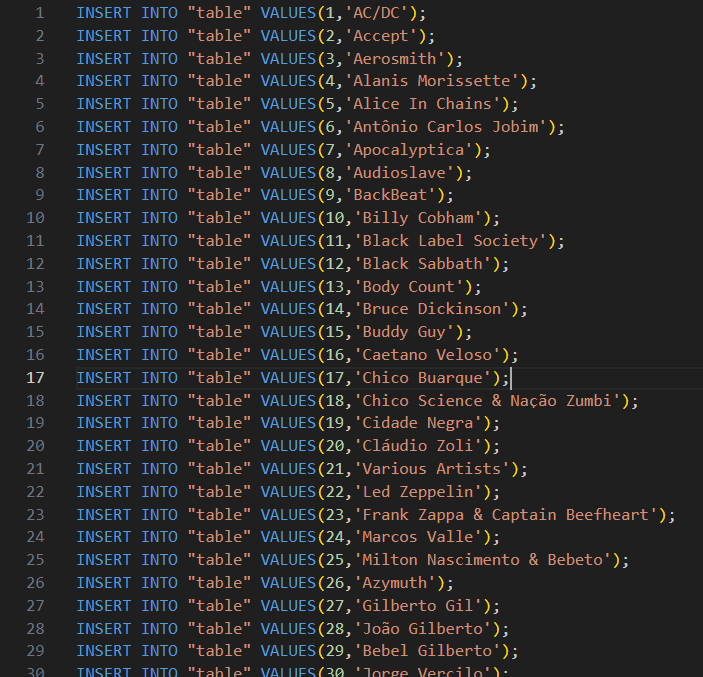 1 INSERT INTO "table" VALUES(1,'AC/DC');
2 INSERT INTO "table" VALUES(2,'Accept');
3 INSERT INTO "table" VALUES(3,'Aerosmith');
4 INSERT INTO "table" VALUES(4,'Alanis Morissette');
5 INSERT INTO "table" VALUES(5,'Alice In Chains');
6 INSERT INTO "table" VALUES(6,'Antônio Carlos Jobim');
7 INSERT INTO "table" VALUES(7,'Apocalyptica');
8 INSERT INTO "table" VALUES(8,'Audioslave');
9 INSERT INTO "table" VALUES(9,'BackBeat');
10 INSERT INTO "table" VALUES(10,'Billy Cobham');
11 INSERT INTO "table" VALUES(11,'Black Label Society');
12 INSERT INTO "table" VALUES(12,'Black Sabbath');
13 INSERT INTO "table" VALUES(13,'Body Count');
14 INSERT INTO "table" VALUES(14,'Bruce Dickinson');
15 INSERT INTO "table" VALUES(15,'Buddy Guy');
16 INSERT INTO "table" VALUES(16,'Caetano Veloso');
17 INSERT INTO "table" VALUES(17,'Chico Buarque');
18 INSERT INTO "table" VALUES(18,'Chico Science & Nação Zumbi');
19 INSERT INTO "table" VALUES(19,'Cidade Negra');
20 INSERT INTO "table" VALUES(20,'Cláudio Zoli');
21 INSERT INTO "table" VALUES(21,'Various Artists');
22 INSERT INTO "table" VALUES(22,'Led Zeppelin');
23 INSERT INTO "table" VALUES(23,'Frank Zappa & Captain Beefheart');
24 INSERT INTO "table" VALUES(24,'Marcos Valle');
25 INSERT INTO "table" VALUES(25,'Milton Nascimento & Bebeto');
26 INSERT INTO "table" VALUES(26,'Azymuth');
27 INSERT INTO "table" VALUES(27,'Gilberto Gil');
28 INSERT INTO "table" VALUES(28,'João Gilberto');
29 INSERT INTO "table" VALUES(29,'Bebel Gilberto');
30 INSERT INTO "table" VALUES(30,'Jorge Vercilo');